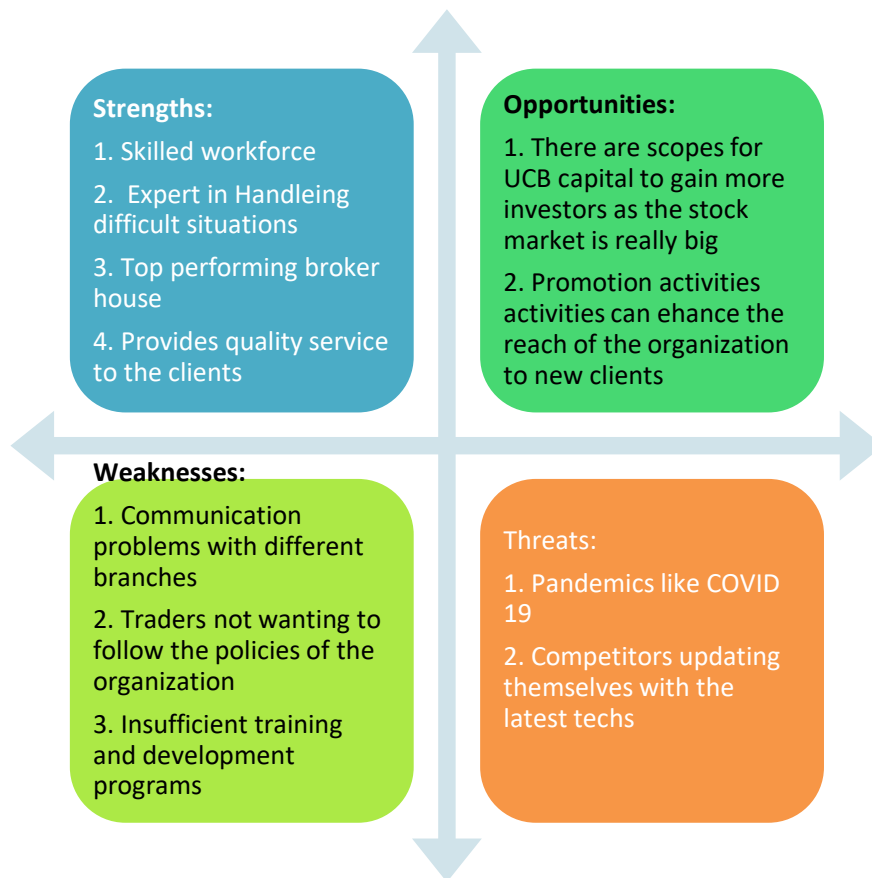 Strengths:
1. Skilled workforce
2. Expert in Handleing
difficult situations
3. Top performing broker
house
4. Provides quality service
to the clients
Opportunities:
1. There are scopes for
UCB capital to gain more
investors as the stock
market is really big
2. Promotion activities
activities can ehance the
reach of the organization
to new clients
Weaknesses:
1. Communication
problems with different
branches
2. Traders not wanting to
follow the policies of the
organization
3. Insufficient training
and development
programs
Threats:
1. Pandemics like COVID
19
2. Competitors updating
themselves with the
latest techs